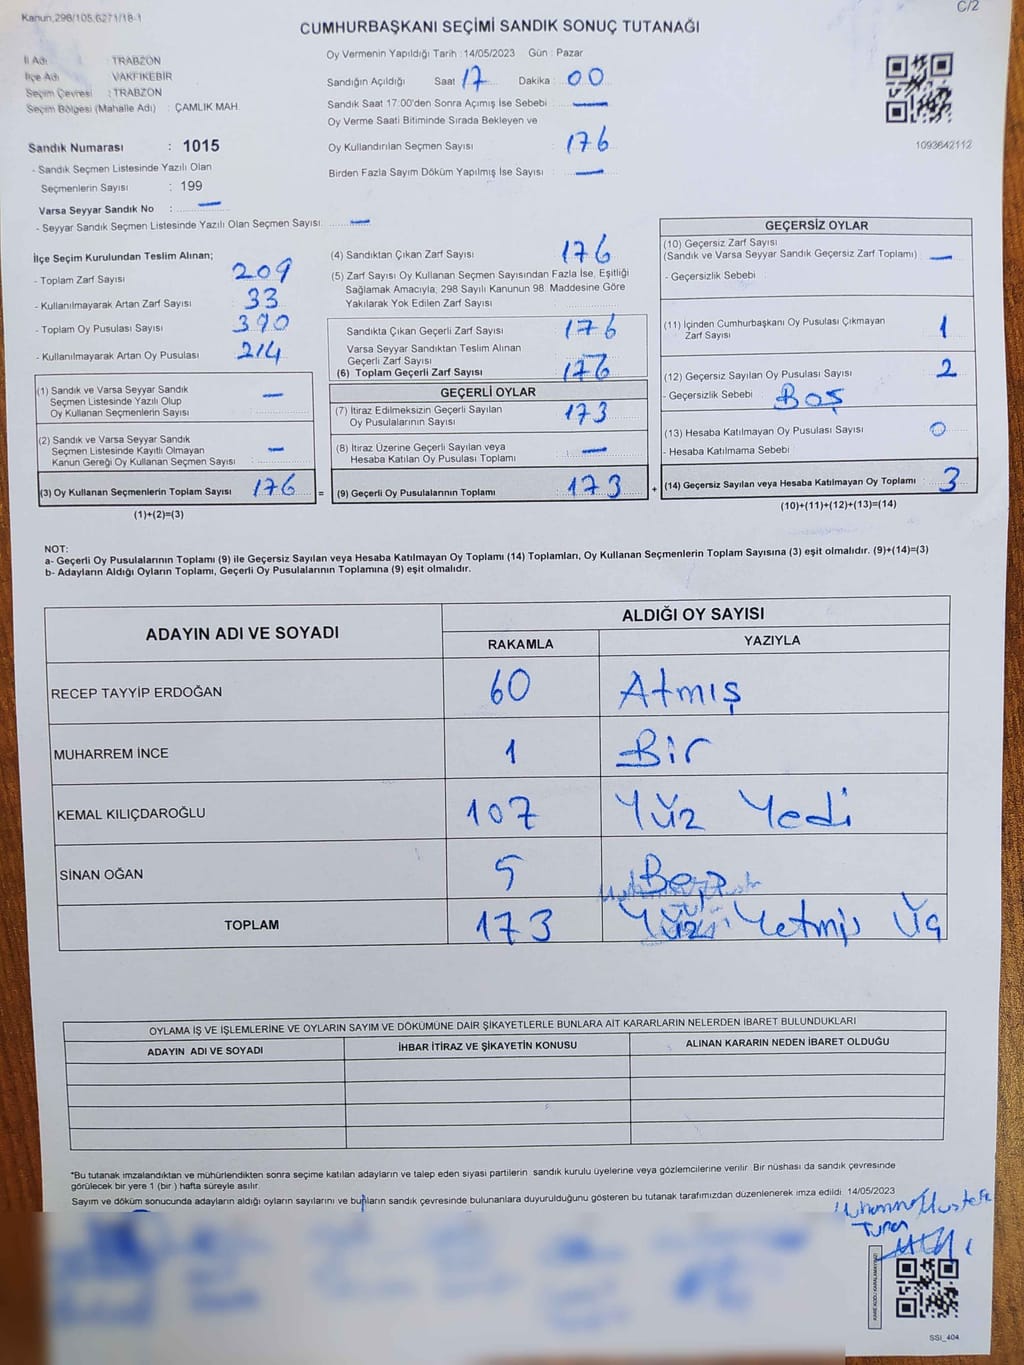 Kanun,298/105,6271/18-1
C/2
CUMHURBAŞKANI SEÇİMİ SANDIK SONUÇ TUTANAĞI
İl Adı : TRABZON
İlçe Adı : VAKFIKEBİR
Seçim Çevresi : TRABZON
Seçim Bölgesi (Mahalle Adı) : ÇAMLIK MAH.
Sandık Numarası : 1015
- Sandık Seçmen Listesinde Yazılı Olan
Seçmenlerin Sayısı : 199
Varsa Seyyar Sandık No : —
- Seyyar Sandık Seçmen Listesinde Yazılı Olan Seçmen Sayısı: —
Oy Vermenin Yapıldığı Tarih : 14/05/2023 Gün : Pazar
Sandığın Açıldığı Saat 17 Dakika : 00
Sandık Saat 17:00'den Sonra Açımış İse Sebebi : —
Oy Verme Saati Bitiminde Sırada Bekleyen ve
Oy Kullandırılan Seçmen Sayısı : 176
Birden Fazla Sayım Döküm Yapılmış İse Sayısı : —
1093642112
İlçe Seçim Kurulundan Teslim Alınan;
- Toplam Zarf Sayısı : 209
- Kullanılmayarak Artan Zarf Sayısı : 33
- Toplam Oy Pusulası Sayısı : 390
- Kullanılmayarak Artan Oy Pusulası : 214
(1) Sandık ve Varsa Seyyar Sandık
Seçmen Listesinde Yazılı Olup
Oy Kullanan Seçmenlerin Sayısı : —
(2) Sandık ve Varsa Seyyar Sandık
Seçmen Listesinde Kayıtlı Olmayan
Kanun Gereği Oy Kullanan Seçmen Sayısı : —
(3) Oy Kullanan Seçmenlerin Toplam Sayısı : 176 =
(1)+(2)=(3)
(4) Sandıktan Çıkan Zarf Sayısı : 176
(5) Zarf Sayısı Oy Kullanan Seçmen Sayısından Fazla İse, Eşitliği
Sağlamak Amacıyla, 298 Sayılı Kanunun 98. Maddesine Göre
Yakılarak Yok Edilen Zarf Sayısı :
Sandıkta Çıkan Geçerli Zarf Sayısı : 176
Varsa Seyyar Sandıktan Teslim Alınan
Geçerli Zarf Sayısı : —
(6) Toplam Geçerli Zarf Sayısı : 176
GEÇERLİ OYLAR
(7) İtiraz Edilmeksizin Geçerli Sayılan
Oy Pusulalarının Sayısı : 173
(8) İtiraz Üzerine Geçerli Sayılan veya
Hesaba Katılan Oy Pusulası Toplamı : —
(9) Geçerli Oy Pusulalarının Toplamı : 173 +
GEÇERSİZ OYLAR
(10) Geçersiz Zarf Sayısı
(Sandık ve Varsa Seyyar Sandık Geçersiz Zarf Toplamı) : —
- Geçersizlik Sebebi :
(11) İçinden Cumhurbaşkanı Oy Pusulası Çıkmayan
Zarf Sayısı : 1
(12) Geçersiz Sayılan Oy Pusulası Sayısı : 2
- Geçersizlik Sebebi : Boş
(13) Hesaba Katılmayan Oy Pusulası Sayısı : 0
- Hesaba Katılmama Sebebi :
(14) Geçersiz Sayılan veya Hesaba Katılmayan Oy Toplamı : 3
(10)+(11)+(12)+(13)=(14)
NOT:
a- Geçerli Oy Pusulalarının Toplamı (9) ile Geçersiz Sayılan veya Hesaba Katılmayan Oy Toplamı (14) Toplamları, Oy Kullanan Seçmenlerin Toplam Sayısına (3) eşit olmalıdır. (9)+(14)=(3)
b- Adayların Aldığı Oyların Toplamı, Geçerli Oy Pusulalarının Toplamına (9) eşit olmalıdır.
ADAYIN ADI VE SOYADI ALDIĞI OY SAYISI
RAKAMLA YAZIYLA
RECEP TAYYİP ERDOĞAN 60 Atmış
MUHARREM İNCE 1 Bir
KEMAL KILIÇDAROĞLU 107 Yüz Yedi
SİNAN OĞAN 5 Beş
TOPLAM 173 Yüz Yetmiş Üç
OYLAMA İŞ VE İŞLEMLERİNE VE OYLARIN SAYIM VE DÖKÜMÜNE DAİR ŞİKAYETLERLE BUNLARA AİT KARARLARIN NELERDEN İBARET BULUNDUKLARI
ADAYIN ADI VE SOYADI İHBAR İTİRAZ VE ŞİKAYETİN KONUSU ALINAN KARARIN NEDEN İBARET OLDUĞU
*Bu tutanak imzalandıktan ve mühürlendikten sonra seçime katılan adayların ve talep eden siyasi partilerin sandık kurulu üyelerine veya gözlemcilerine verilir. Bir nüshası da sandık çevresinde
görülecek bir yere 1 (bir ) hafta süreyle asılır.
Sayım ve döküm sonucunda adayların aldığı oyların sayılarını ve bunların sandık çevresinde bulunanlara duyurulduğunu gösteren bu tutanak tarafımızdan düzenlenerek imza edildi. 14/05/2023
KARE KODU KARALAMAYINIZ!
SSI_404